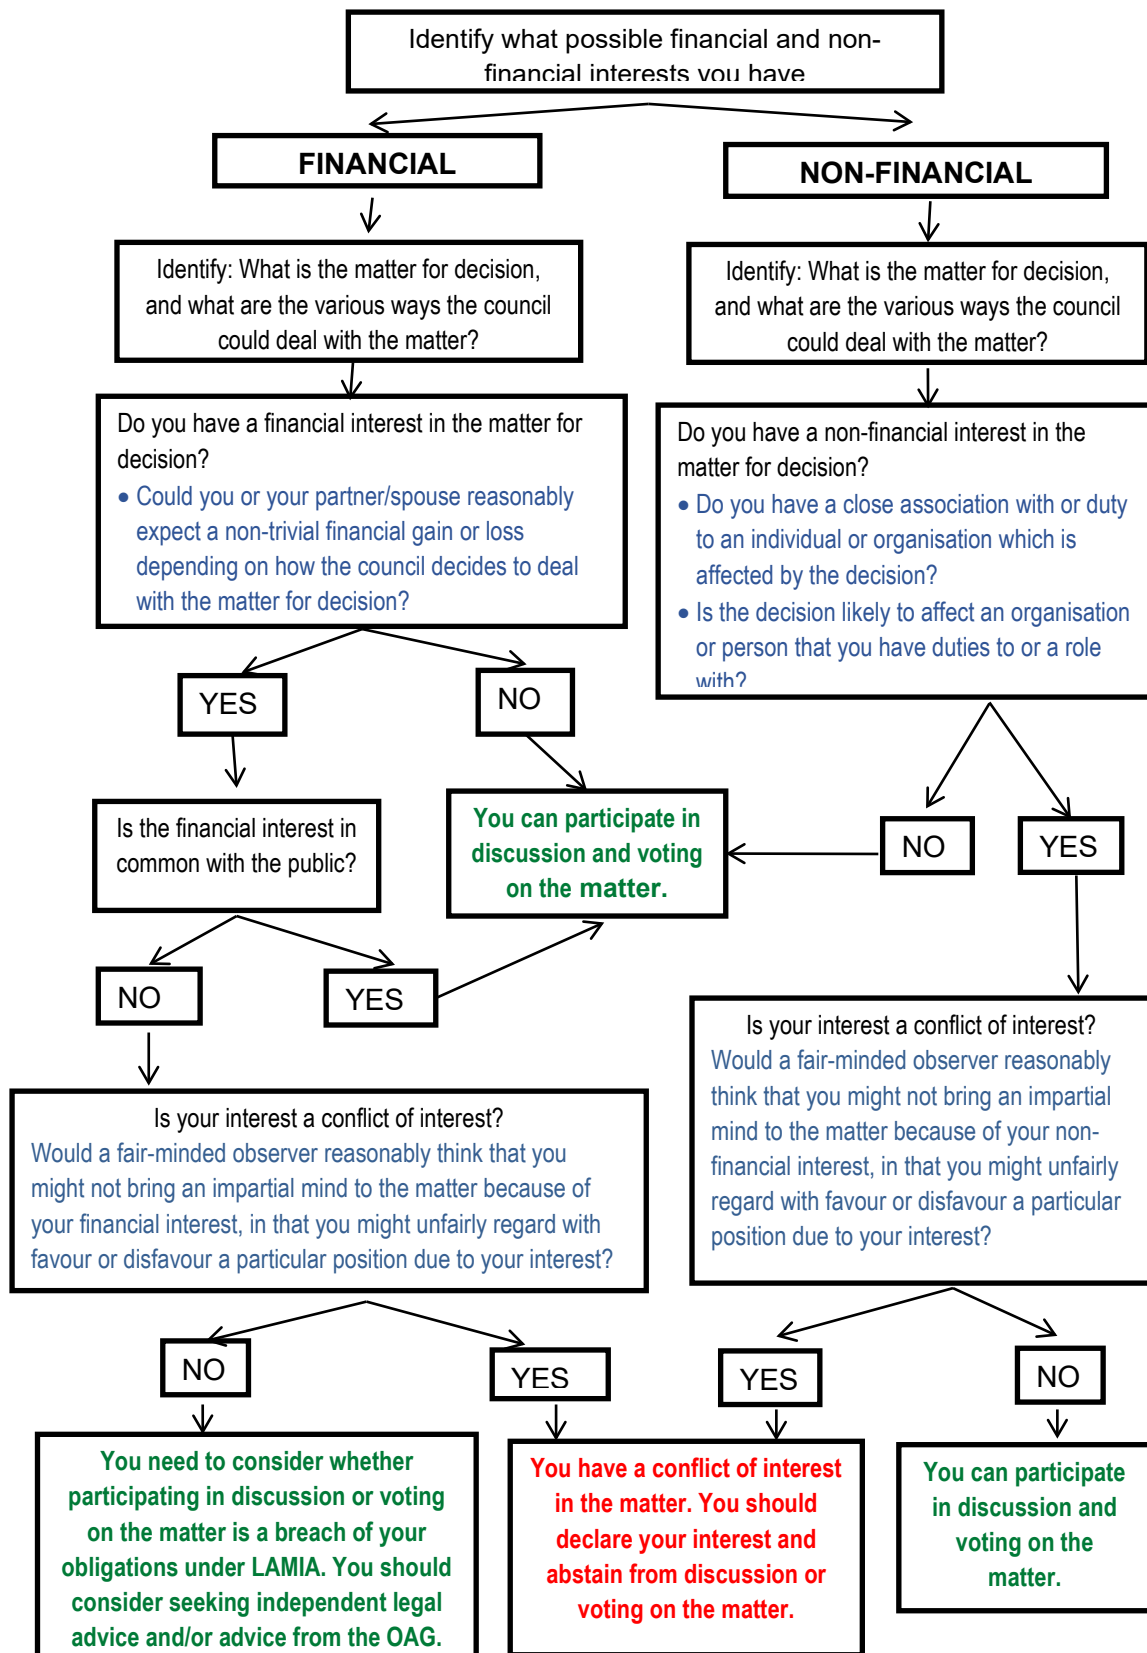 Identify what possible financial and non-
financial interests you have
FINANCIAL
NON-FINANCIAL
Identify: What is the matter for decision,
and what are the various ways the council
could deal with the matter?
Identify: What is the matter for decision,
and what are the various ways the council
could deal with the matter?
Do you have a financial interest in the matter for
decision?
• Could you or your partner/spouse reasonably
expect a non-trivial financial gain or loss
depending on how the council decides to deal
with the matter for decision?
Do you have a non-financial interest in the
matter for decision?
• Do you have a close association with or duty
to an individual or organisation which is
affected by the decision?
• Is the decision likely to affect an organisation
or person that you have duties to or a role
with?
YES
NO
Is the financial interest in
common with the public?
You can participate in
discussion and voting
on the matter.
NO
YES
NO
YES
Is your interest a conflict of interest?
Would a fair-minded observer reasonably think that you
might not bring an impartial mind to the matter because of
your financial interest, in that you might unfairly regard with
favour or disfavour a particular position due to your interest?
Is your interest a conflict of interest?
Would a fair-minded observer reasonably
think that you might not bring an impartial
mind to the matter because of your non-
financial interest, in that you might unfairly
regard with favour or disfavour a particular
position due to your interest?
NO
YES
YES
NO
You need to consider whether
participating in discussion or voting
on the matter is a breach of your
obligations under LAMIA. You should
consider seeking independent legal
advice and/or advice from the OAG.
You have a conflict of interest
in the matter. You should
declare your interest and
abstain from discussion or
voting on the matter.
You can participate
in discussion and
voting on the
matter.